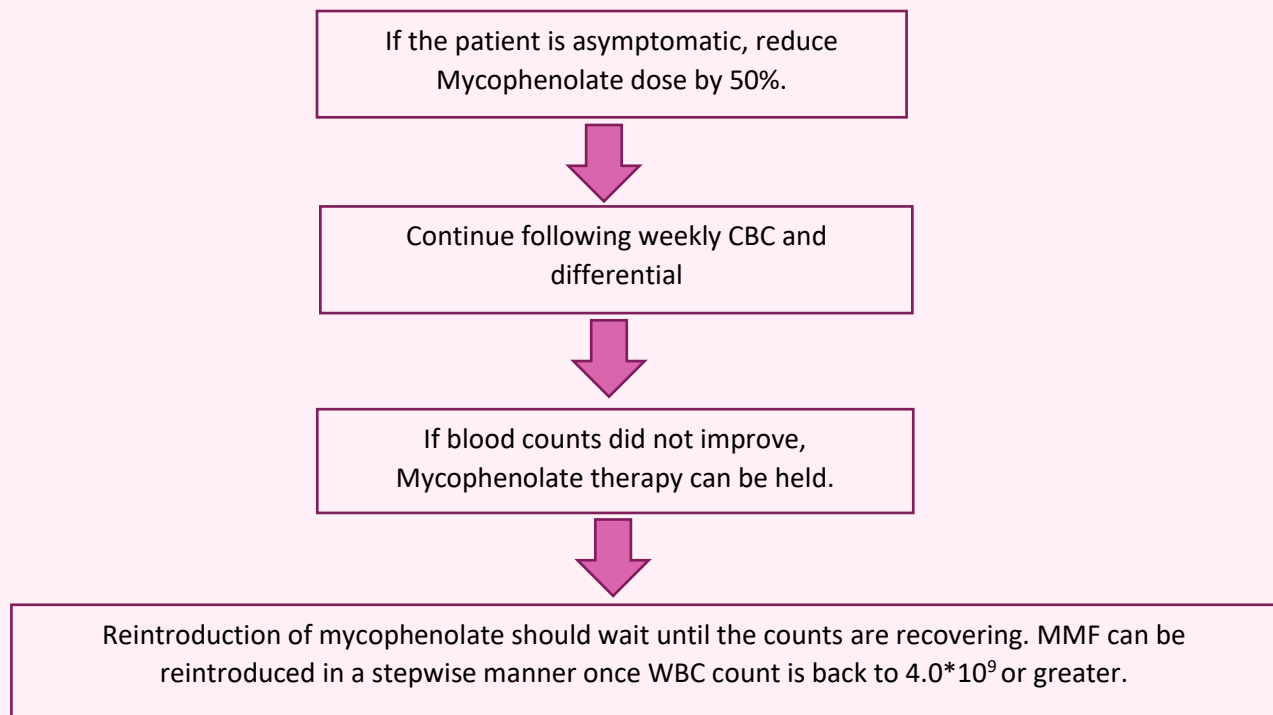 If the patient is asymptomatic, reduce
Mycophenolate dose by 50%.
Continue following weekly CBC and
differential
If blood counts did not improve,
Mycophenolate therapy can be held.
Reintroduction of mycophenolate should wait until the counts are recovering. MMF can be
reintroduced in a stepwise manner once WBC count is back to 4.0*10⁹ or greater.